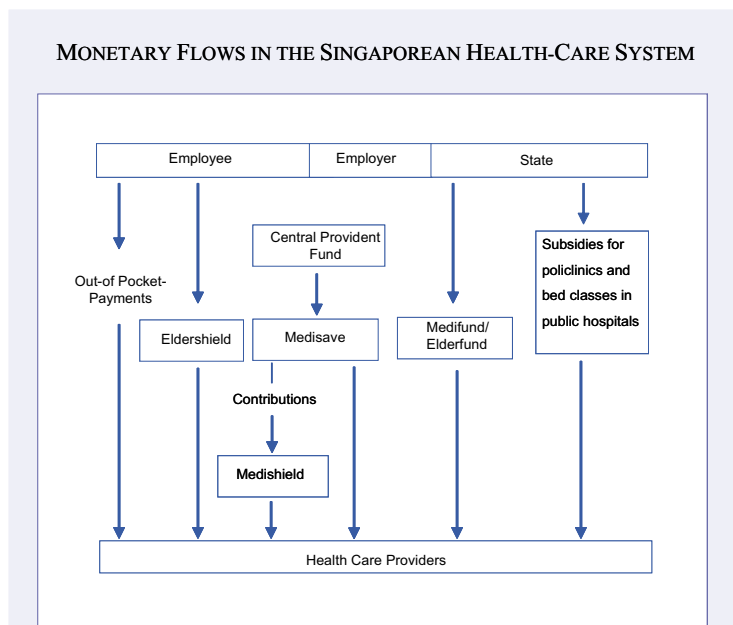 MONETARY FLOWS IN THE SINGAPOREAN HEALTH-CARE SYSTEM
Employee
Employer
State
Central Provident
Fund
Subsidies for
policlinics and
bed classes in
public hospitals
Out-of Pocket-
Payments
Eldershield
Medisave
Medifund/
Elderfund
Contributions
Medishield
Health Care Providers